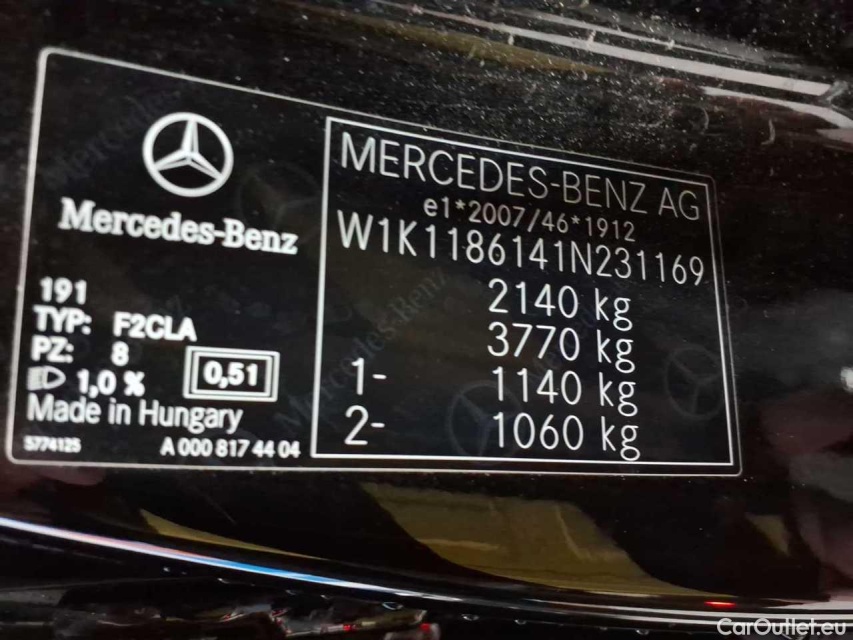 Mercedes-Benz
191
TYP: F2CLA
PZ: 8
1,0 %
0,51
Made in Hungary
5774125
A 000 817 44 04
MERCEDES-BENZ AG
e1*2007/46*1912
W1K1186141N231169
2140 kg
3770 kg
1- 1140 kg
2- 1060 kg
CarOutlet.eu